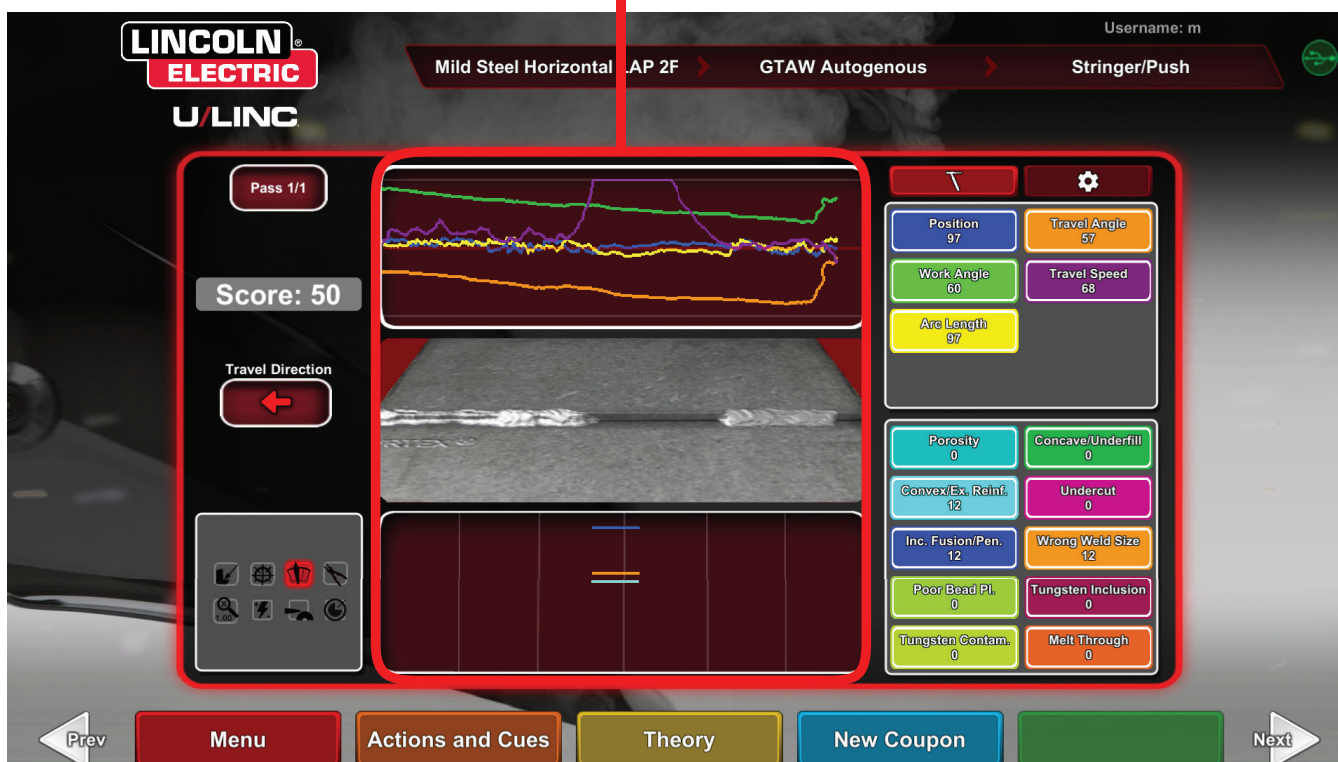 Username: m
LINCOLN ®
ELECTRIC
U/LINC
Mild Steel Horizontal LAP 2F
GTAW Autogenous
Stringer/Push
Pass 1/1
Score: 50
Travel Direction
1.00
Position
97
Travel Angle
57
Work Angle
60
Travel Speed
68
Arc Length
97
Porosity
0
Concave/Underfill
0
Convex/Ex. Reinf.
12
Undercut
0
Inc. Fusion/Pen.
12
Wrong Weld Size
12
Poor Bead Pl.
0
Tungsten Inclusion
0
Tungsten Contam.
0
Melt Through
0
Prev
Menu
Actions and Cues
Theory
New Coupon
Next